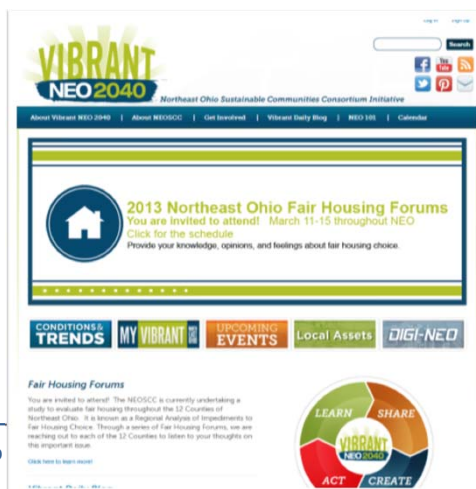 Log In Sign Up
Search
VIBRANT
NEO 2040
Northeast Ohio Sustainable Communities Consortium Initiative
You Tube
About Vibrant NEO 2040 | About NEOSCC | Get Involved | Vibrant Daily Blog | NEO 101 | Calendar
2013 Northeast Ohio Fair Housing Forums
You are invited to attend! March 11-15 throughout NEO
Click for the schedule
Provide your knowledge, opinions, and feelings about fair housing choice.
CONDITIONS & TRENDS
MY VIBRANT
UPCOMING EVENTS
Local Assets
DIGI-NEO
Fair Housing Forums
You are invited to attend! The NEOSCC is currently undertaking a
study to evaluate fair housing throughout the 12 Counties of
Northeast Ohio. It is known as a Regional Analysis of Impediments to
Fair Housing Choice. Through a series of Fair Housing Forums, we are
reaching out to each of the 12 Counties to listen to your thoughts on
this important issue.
Click here to learn more!
Vibrant Daily Blog
LEARN
SHARE
VIBRANT
NEO 2040
ACT
CREATE